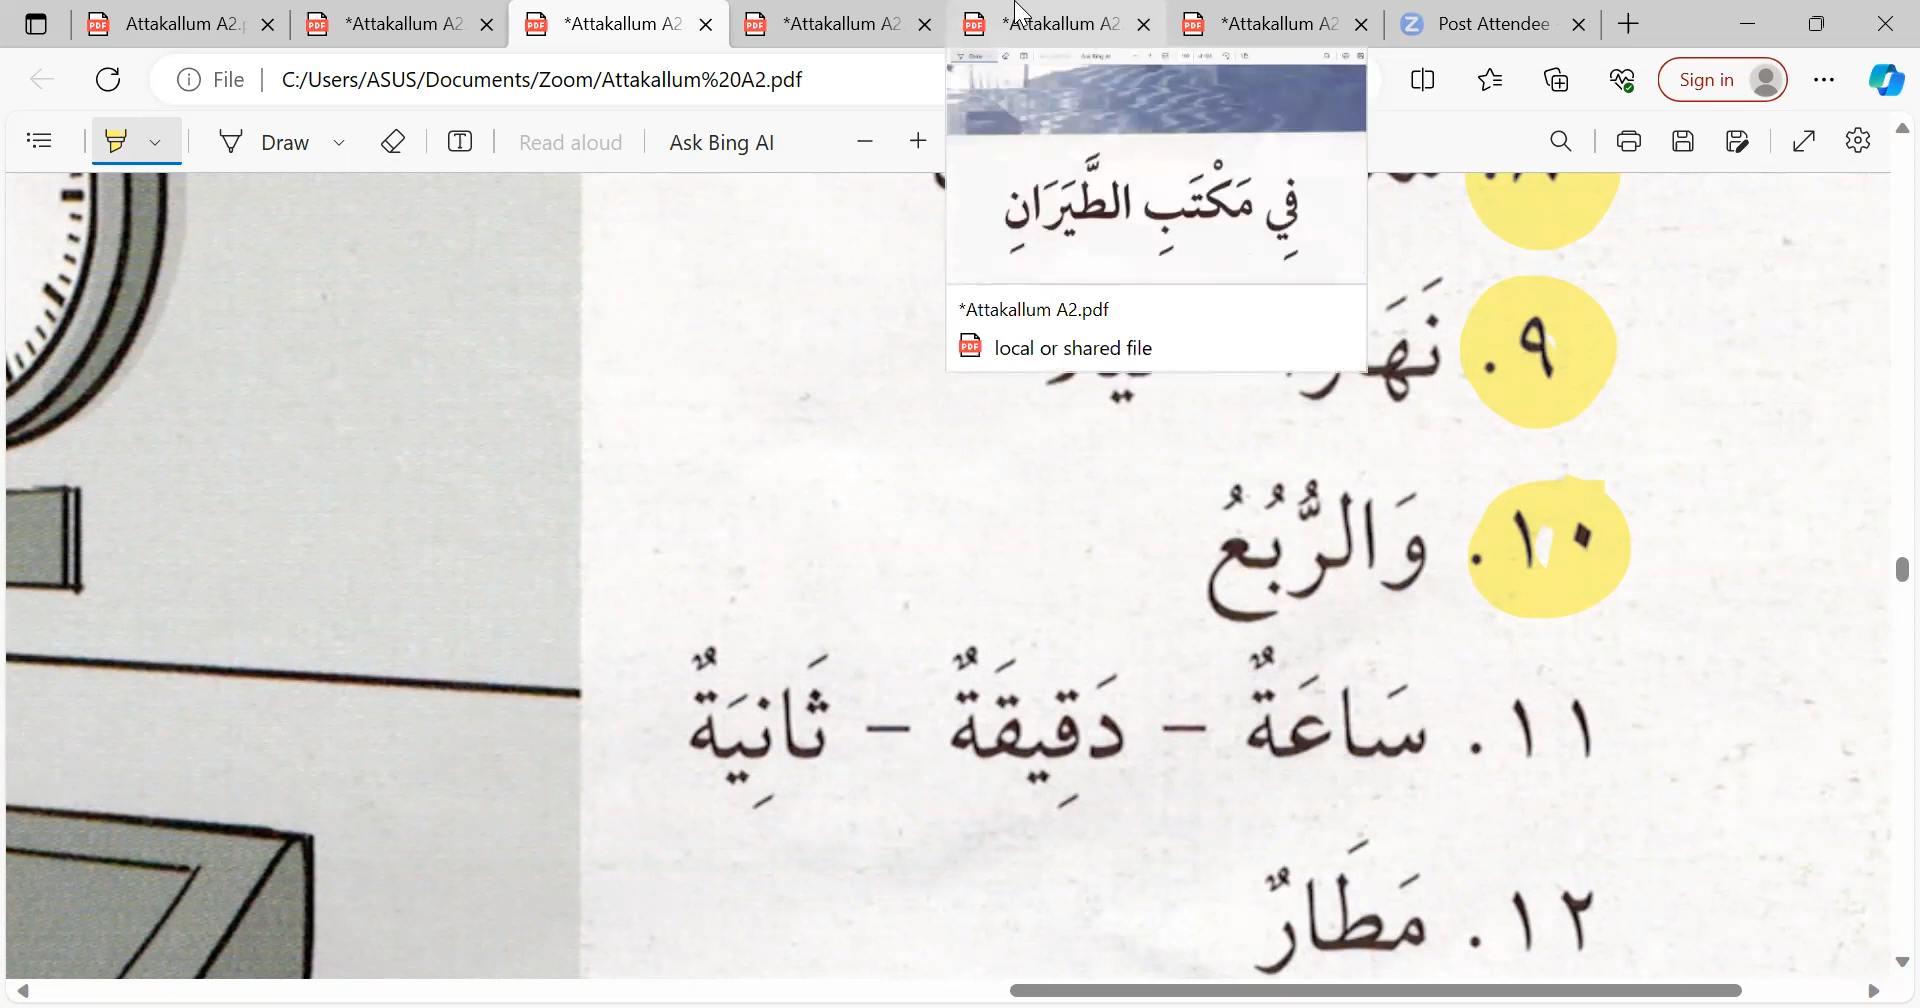 Attakallum A2.p
*Attakallum A2
*Attakallum A2
*Attakallum A2
*Attakallum A2
*Attakallum A2
Post Attendee
File
C:/Users/ASUS/Documents/Zoom/Attakallum%20A2.pdf
Sign in
Draw
Read aloud
Ask Bing AI
فِي مَكْتَبِ الطَّيَرَانِ
*Attakallum A2.pdf
PDF local or shared file
٩.
١٠. وَالرُّبُعُ
١١. سَاعَةٌ – دَقِيقَةٌ – ثَانِيَةٌ
١٢. مَطَارٌ